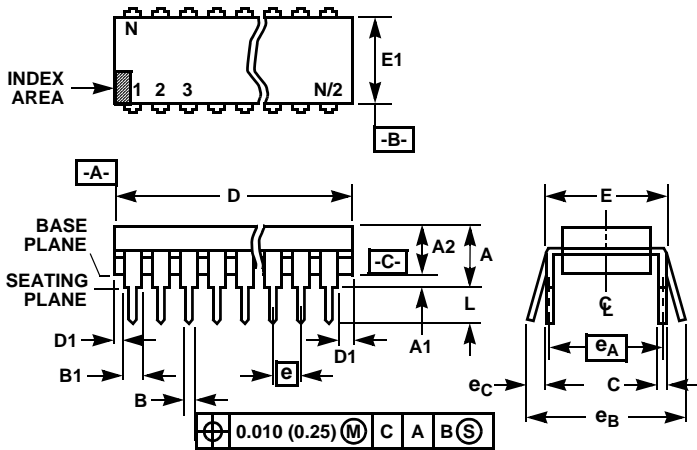 N
INDEX
AREA
1 2 3 N/2
E1
-B-
-A-
D
E
BASE
PLANE
A2
A
-C-
SEATING
PLANE
L
C L
D1
A1
D1
eA
B1
e
eC
C
B
eB
0.010 (0.25) M C A B S